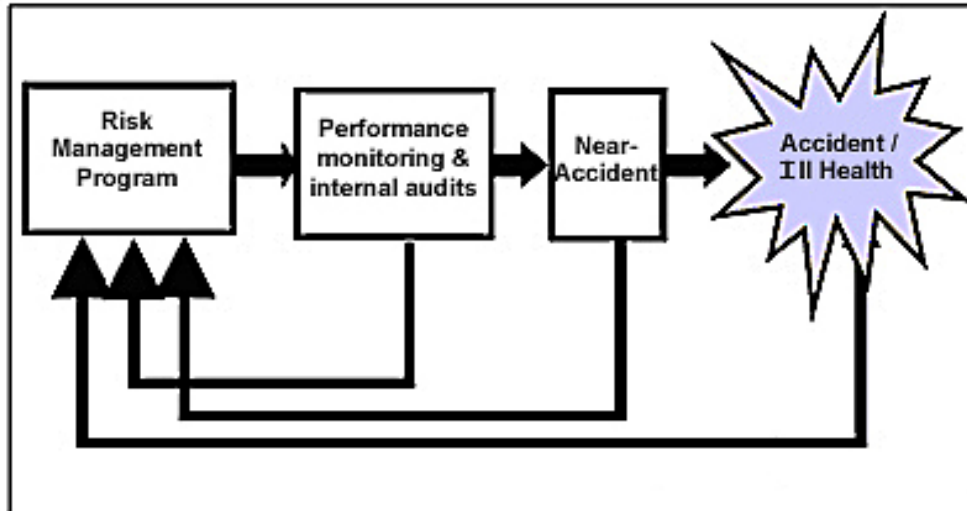 Risk
Management
Program
Performance
monitoring &
internal audits
Near-
Accident
Accident /
Ill Health